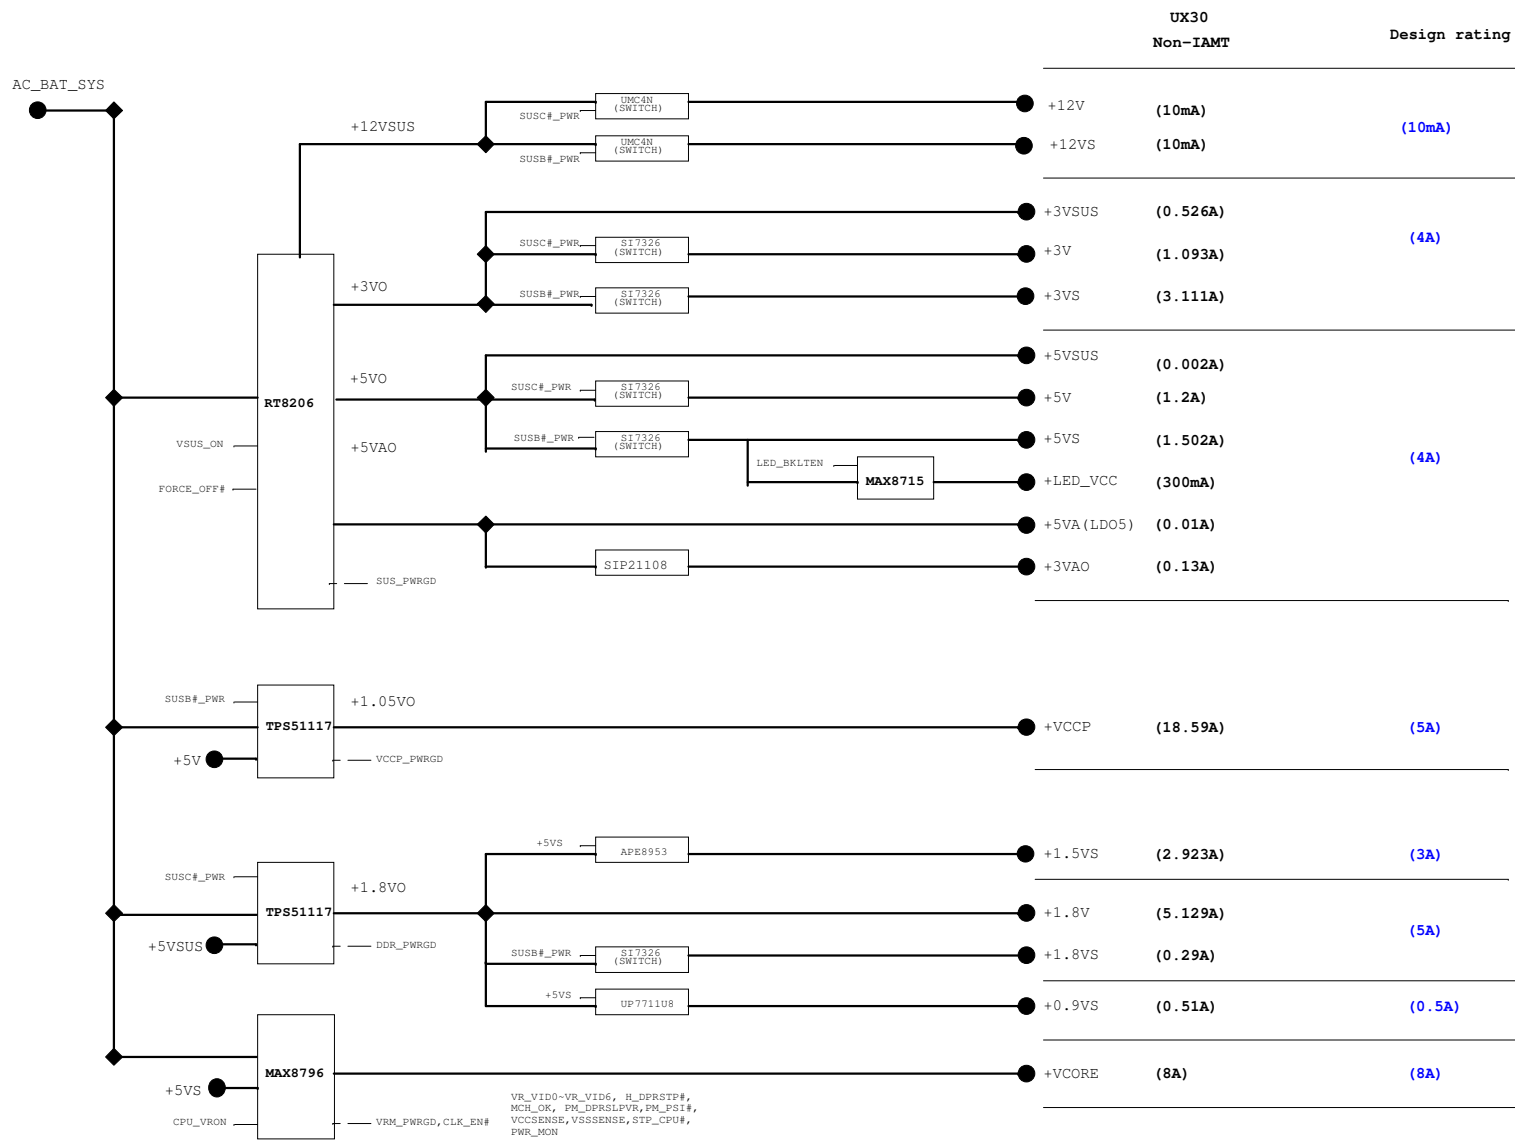 UX30
Non-IAMT
Design rating
AC_BAT_SYS
+12VSUS
SUSC#_PWR
UMC4N
(SWITCH)
+12V
(10mA)
(10mA)
SUSB#_PWR
UMC4N
(SWITCH)
+12VS
(10mA)
+3VSUS
(0.526A)
(4A)
+3VO
SUSC#_PWR
SI7326
(SWITCH)
+3V
(1.093A)
SUSB#_PWR
SI7326
(SWITCH)
+3VS
(3.111A)
RT8206
VSUS_ON
FORCE_OFF#
SUS_PWRGD
+5VO
+5VAO
+5VSUS
(0.002A)
SUSC#_PWR
SI7326
(SWITCH)
+5V
(1.2A)
SUSB#_PWR
SI7326
(SWITCH)
+5VS
(1.502A)
(4A)
LED_BKLTEN
MAX8715
+LED_VCC
(300mA)
+5VA(LDO5)
(0.01A)
SIP21108
+3VAO
(0.13A)
SUSB#_PWR
TPS51117
+1.05VO
+5V
VCCP_PWRGD
+VCCP
(18.59A)
(5A)
SUSC#_PWR
TPS51117
+1.8VO
+5VSUS
DDR_PWRGD
+5VS
APE8953
+1.5VS
(2.923A)
(3A)
+1.8V
(5.129A)
(5A)
SUSB#_PWR
SI7326
(SWITCH)
+1.8VS
(0.29A)
+5VS
UP7711U8
+0.9VS
(0.51A)
(0.5A)
MAX8796
+5VS
CPU_VRON
VRM_PWRGD,CLK_EN#
+VCORE
(8A)
(8A)
VR_VID0~VR_VID6, H_DPRSTP#,
MCH_OK, PM_DPRSLPVR,PM_PSI#,
VCCSENSE,VSSSENSE,STP_CPU#,
PWR_MON